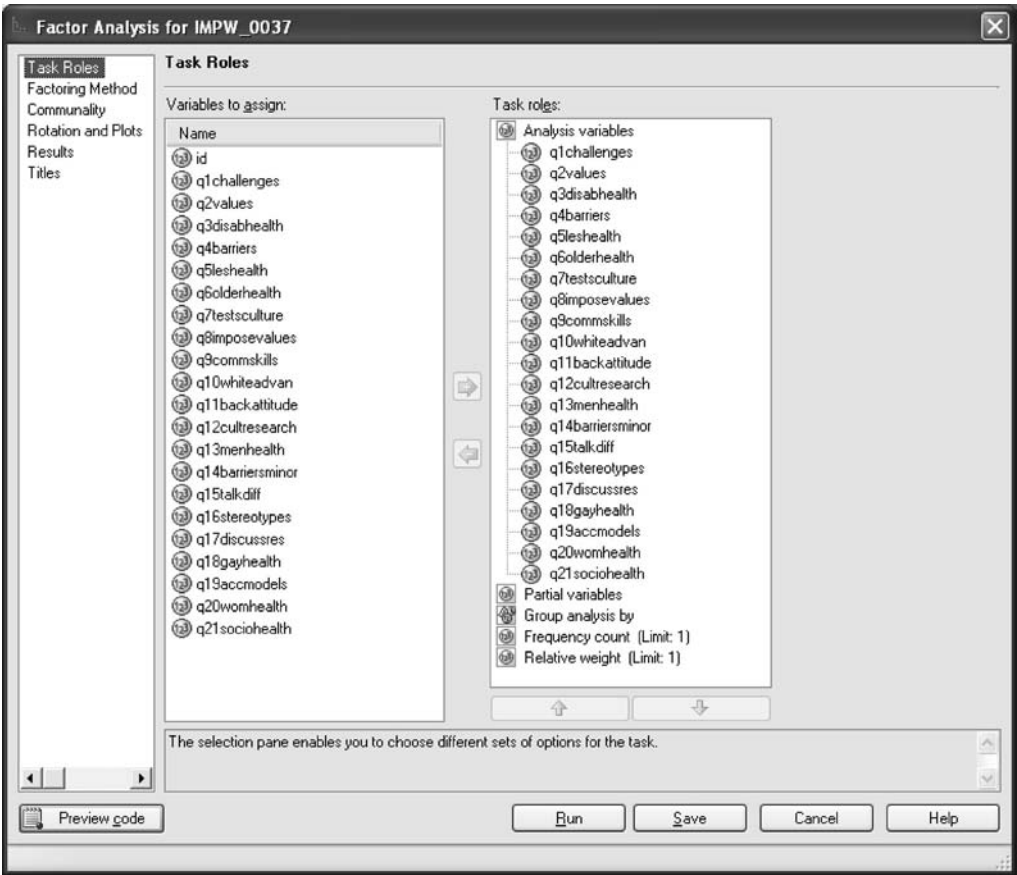 Factor Analysis for IMPW_0037
Task Roles
Factoring Method
Communality
Rotation and Plots
Results
Titles
Task Roles
Variables to assign:
Name
id
q1challenges
q2values
q3disabhealth
q4barriers
q5leshealth
q6olderhealth
q7testsculture
q8imposevalues
q9commskills
q10whiteadvan
q11backattitude
q12cultresearch
q13menhealth
q14barriersminor
q15talkdiff
q16stereotypes
q17discussres
q18gayhealth
q19accmodels
q20womhealth
q21sociohealth
Task roles:
Analysis variables
q1challenges
q2values
q3disabhealth
q4barriers
q5leshealth
q6olderhealth
q7testsculture
q8imposevalues
q9commskills
q10whiteadvan
q11backattitude
q12cultresearch
q13menhealth
q14barriersminor
q15talkdiff
q16stereotypes
q17discussres
q18gayhealth
q19accmodels
q20womhealth
q21sociohealth
Partial variables
Group analysis by
Frequency count (Limit: 1)
Relative weight (Limit: 1)
The selection pane enables you to choose different sets of options for the task.
Preview code
Run
Save
Cancel
Help